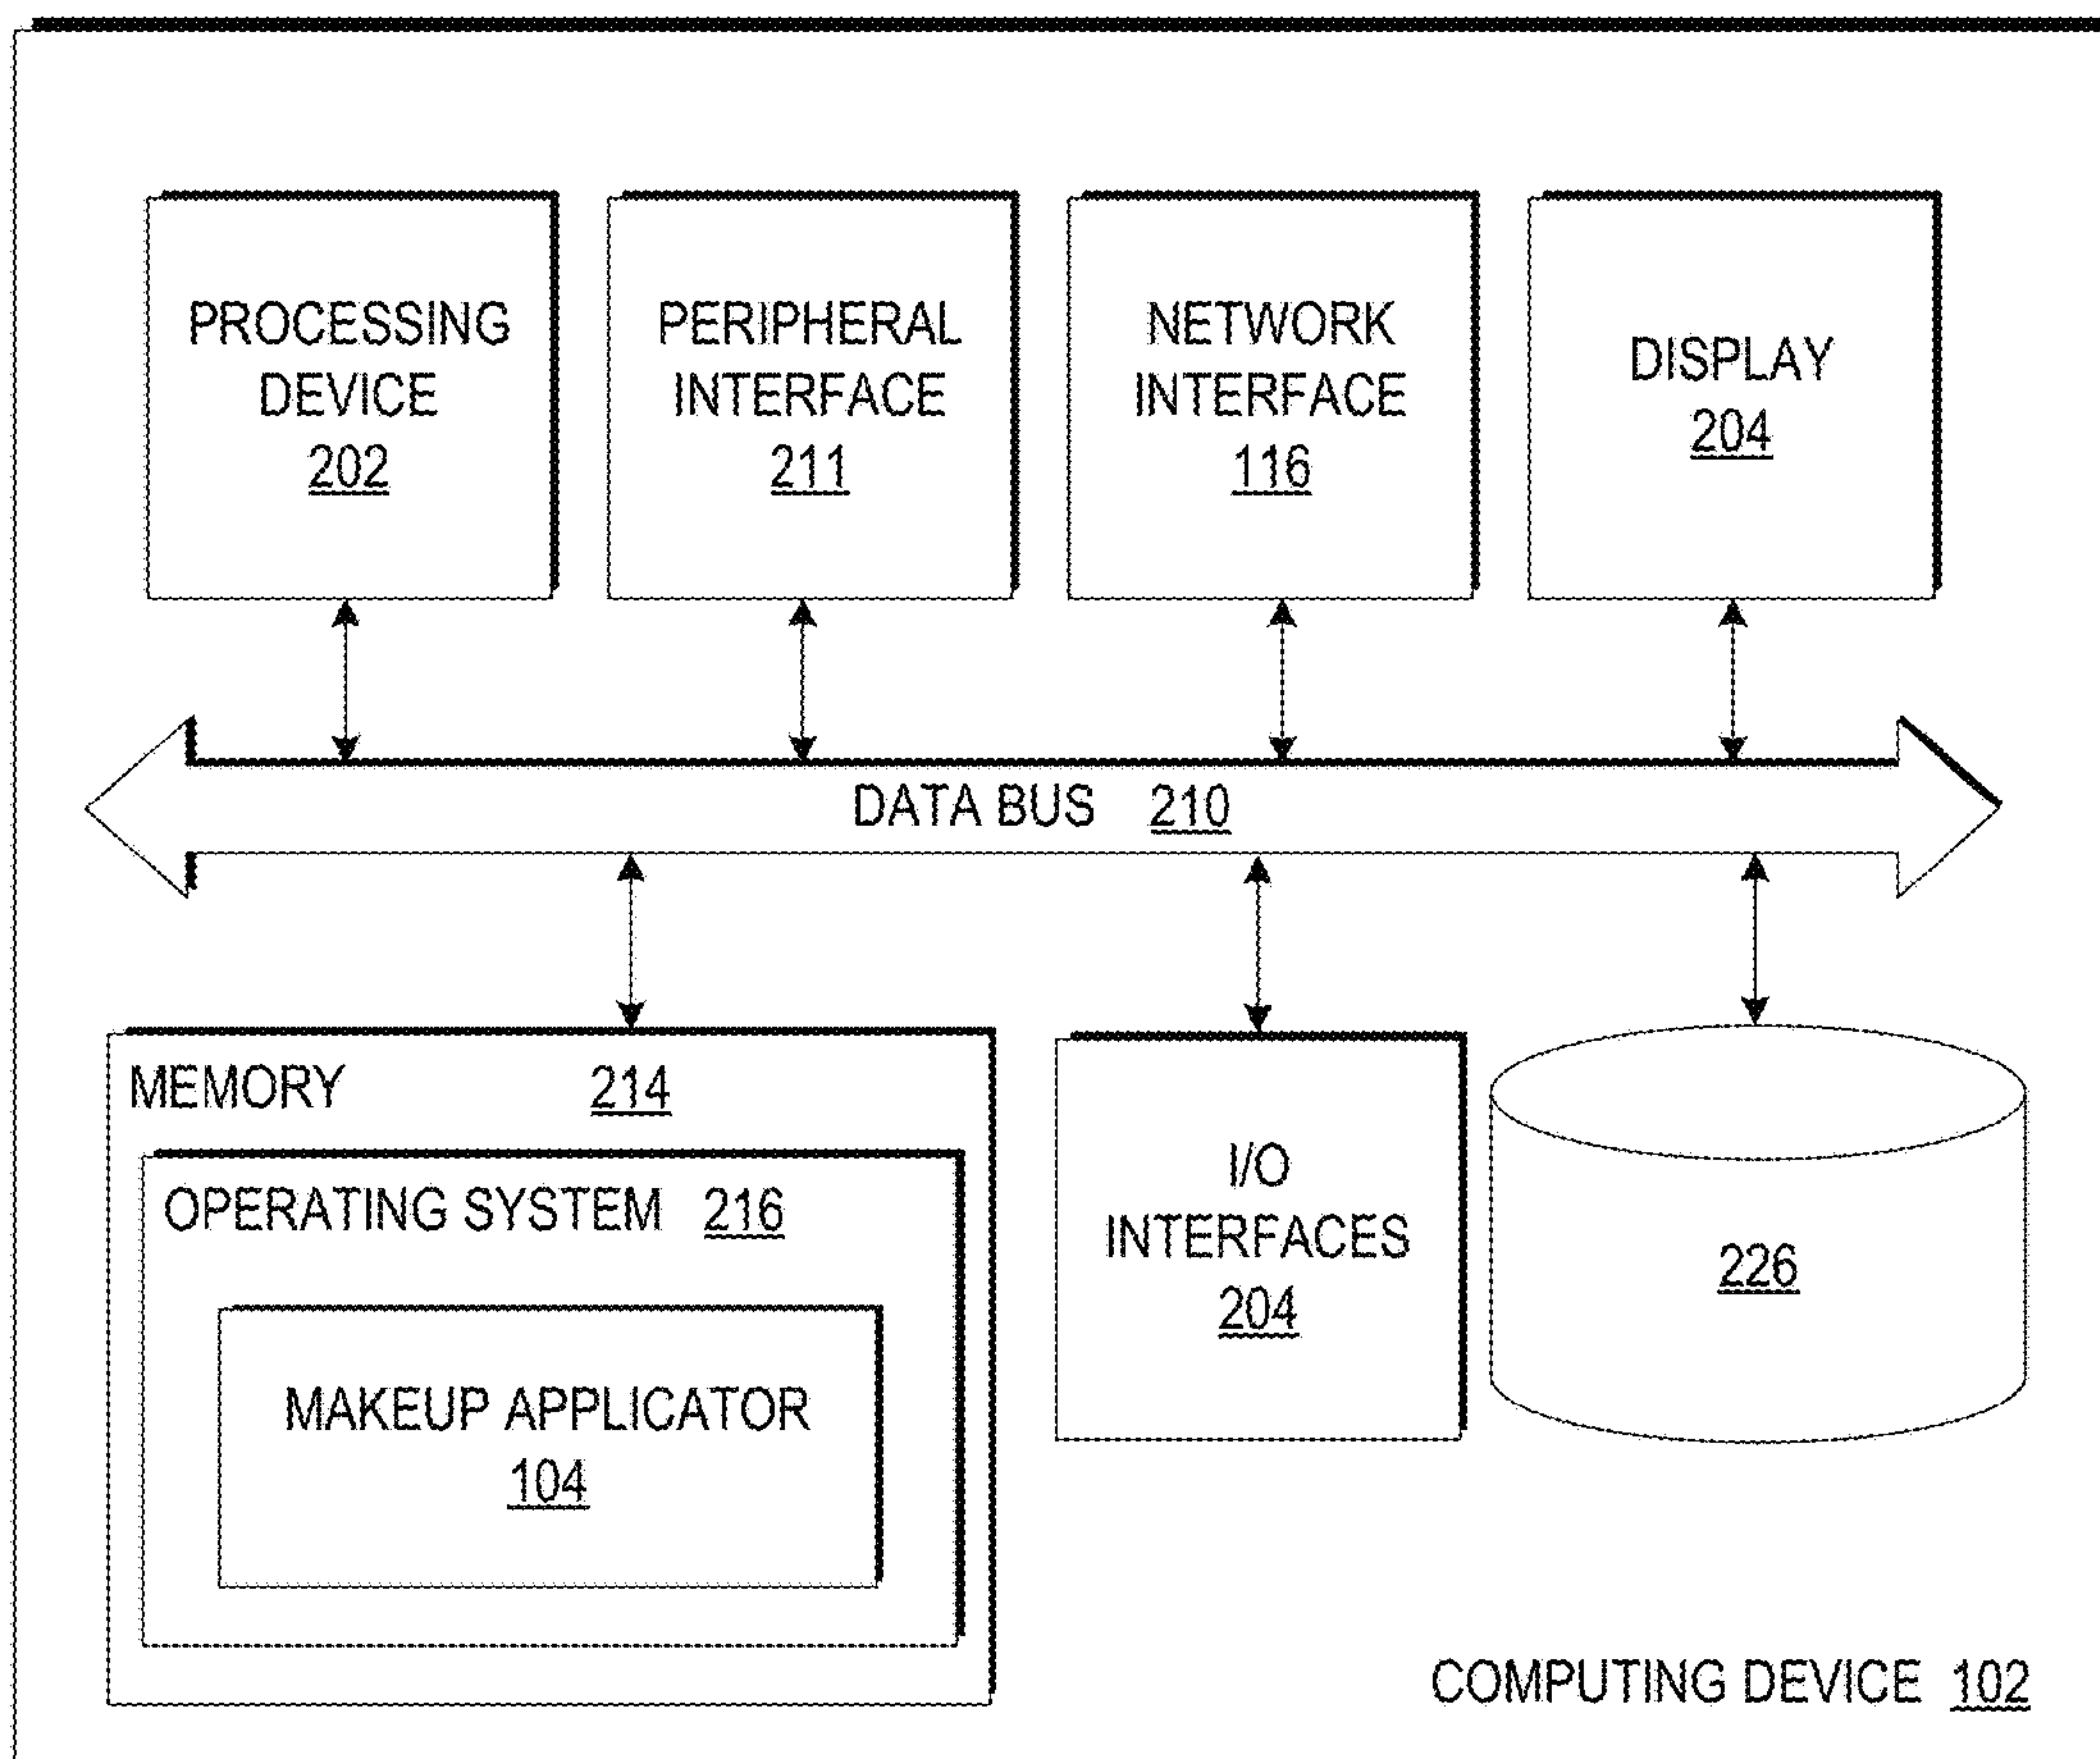 PROCESSING
DEVICE
202
PERIPHERAL
INTERFACE
211
NETWORK
INTERFACE
116
DISPLAY
204
DATA BUS 210
MEMORY 214
OPERATING SYSTEM 216
MAKEUP APPLICATOR
104
I/O
INTERFACES
204
226
COMPUTING DEVICE 102